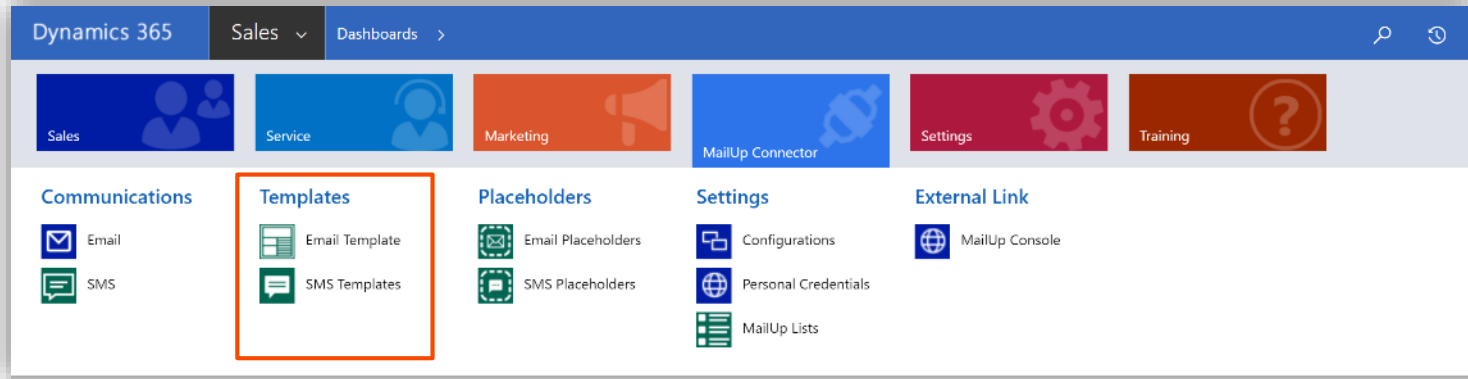 Dynamics 365 Sales Dashboards
Sales Service Marketing MailUp Connector Settings Training
Communications Templates Placeholders Settings External Link
Email Email Template Email Placeholders Configurations MailUp Console
SMS SMS Templates SMS Placeholders Personal Credentials
MailUp Lists